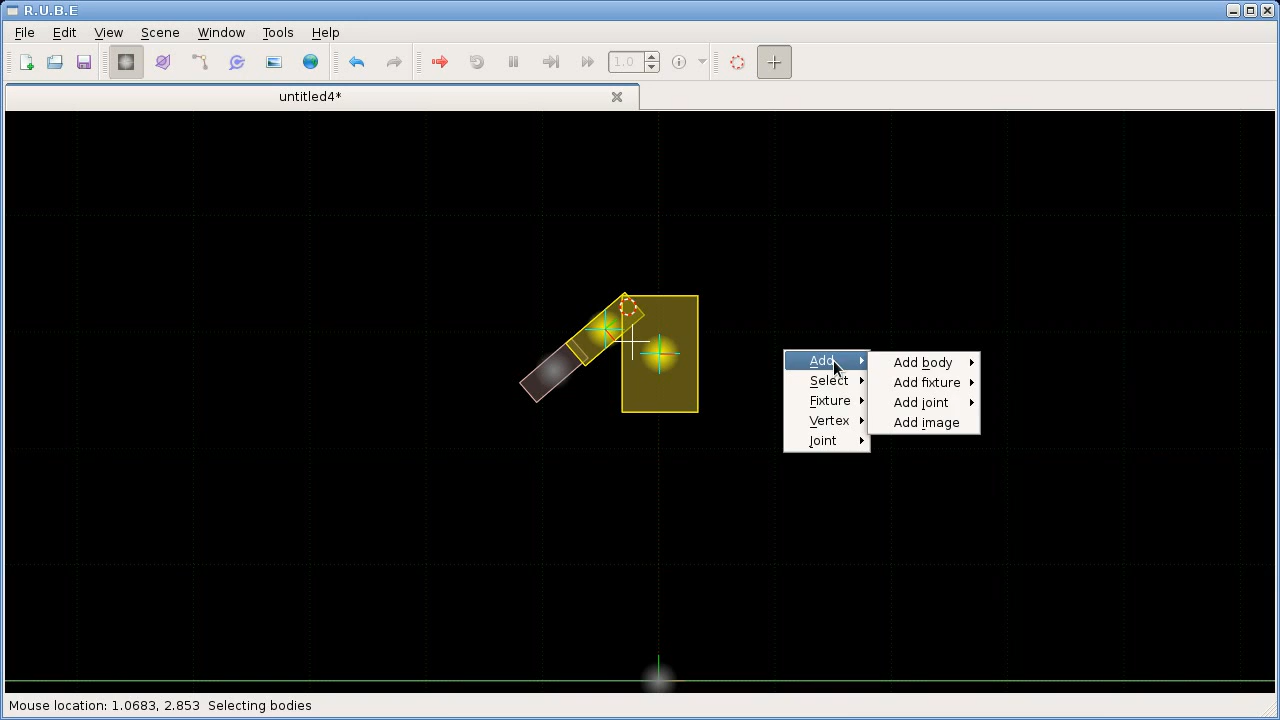 R.U.B.E
File Edit View Scene Window Tools Help
1.0
untitled4*
Add
Select
Fixture
Vertex
Joint
Add body
Add fixture
Add joint
Add image
Mouse location: 1.0683, 2.853 Selecting bodies